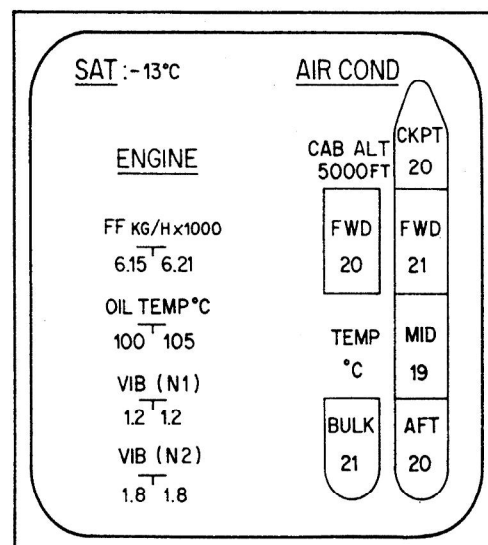 SAT :-13°C
AIR COND
ENGINE
FF KG/H x1000
6.15 6.21
OIL TEMP °C
100 105
VIB (N1)
1.2 1.2
VIB (N2)
1.8 1.8
CAB ALT
5000FT
CKPT
20
FWD
20
FWD
21
TEMP
°C
MID
19
BULK
21
AFT
20